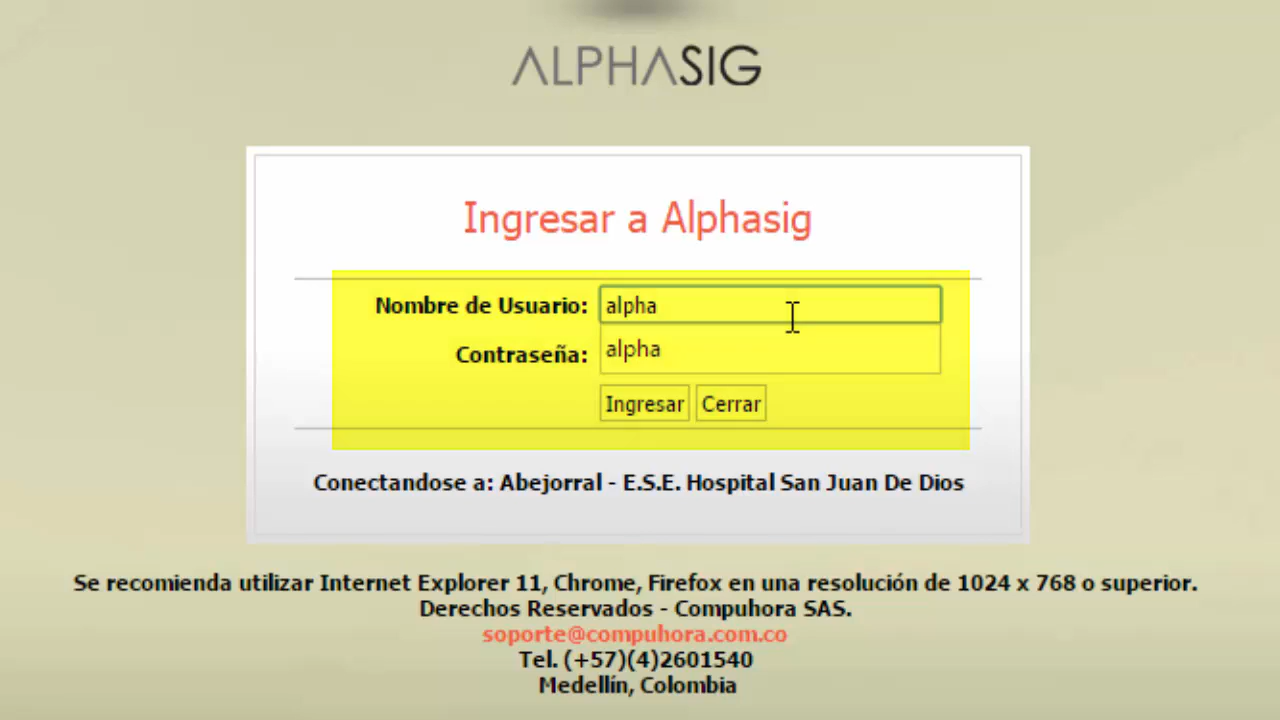 ALPHASIG
Ingresar a Alphasig
Nombre de Usuario: alpha
Contraseña: alpha
Ingresar Cerrar
Conectandose a: Abejorral - E.S.E. Hospital San Juan De Dios
Se recomienda utilizar Internet Explorer 11, Chrome, Firefox en una resolución de 1024 x 768 o superior.
Derechos Reservados - Compuhora SAS.
soporte@compuhora.com.co
Tel. (+57)(4)2601540
Medellín, Colombia